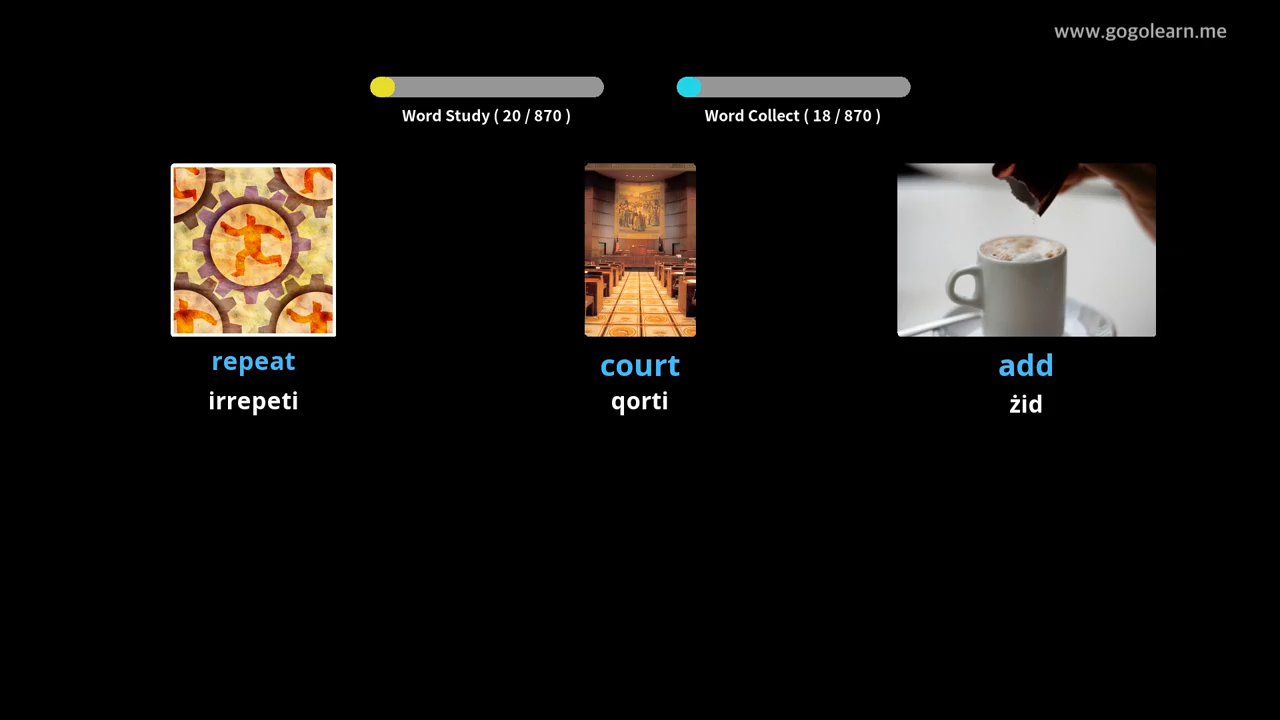 www.gogolearn.me
Word Study ( 20 / 870 )
Word Collect ( 18 / 870 )
repeat
irrepeti
court
qorti
add
żid